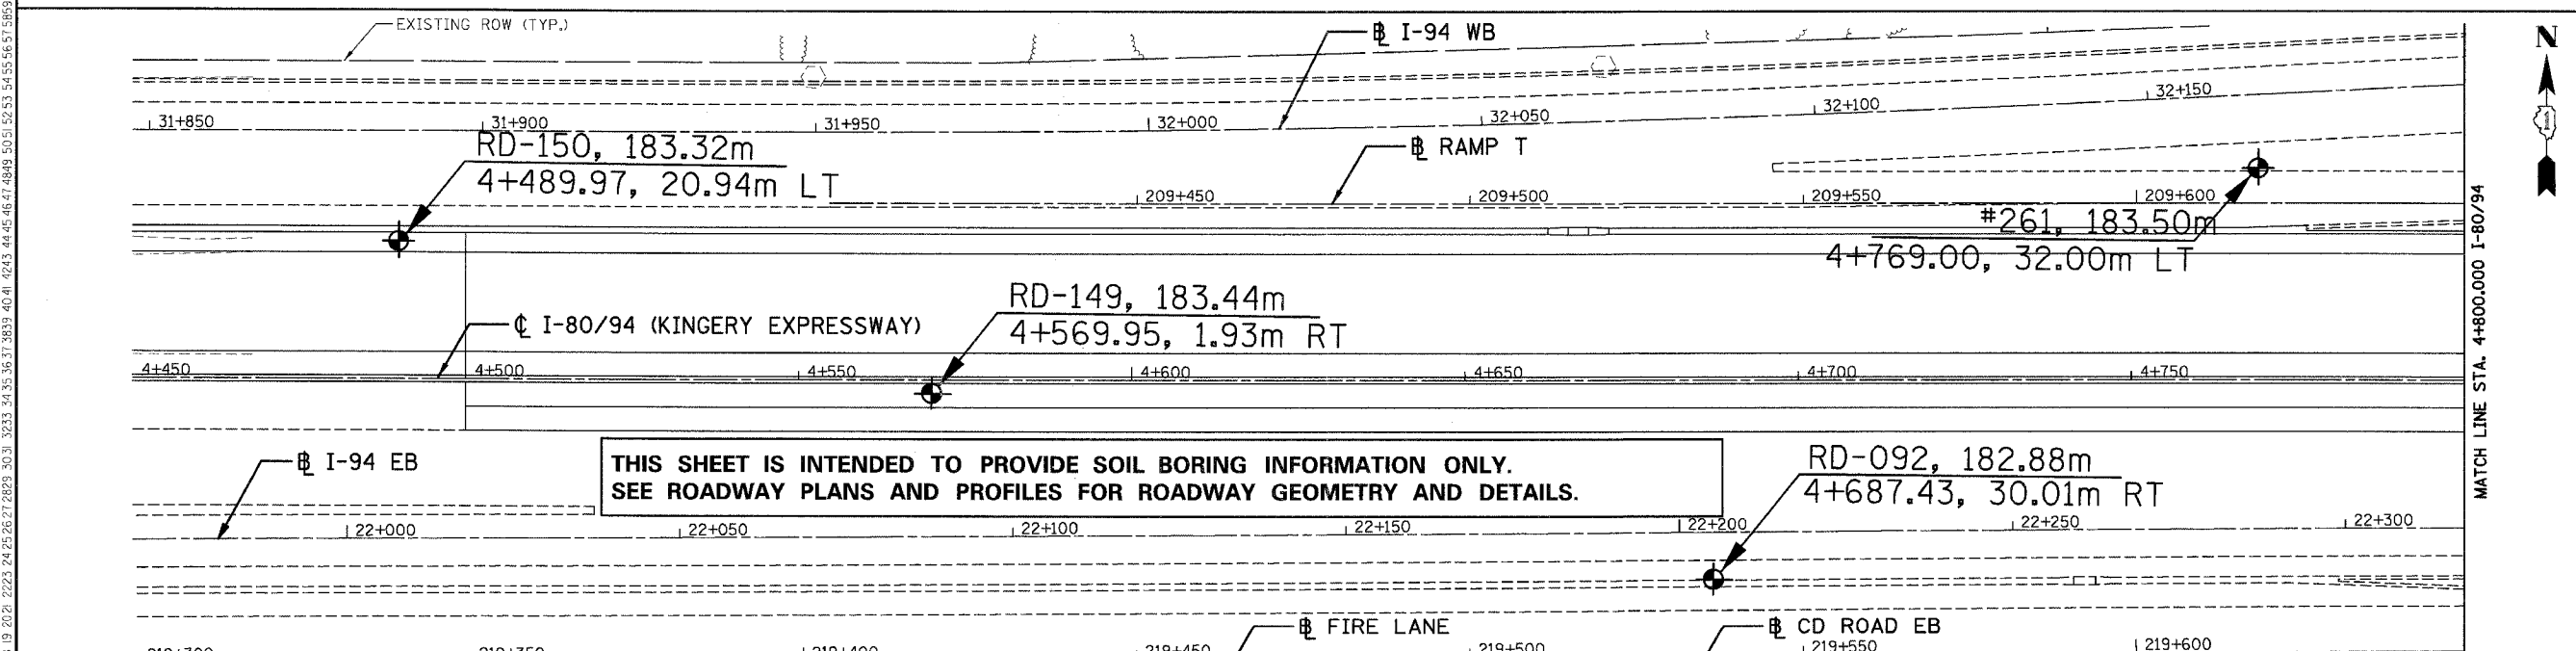 EXISTING ROW (TYP.)
℄ I-94 WB
N
31+850
31+900
31+950
32+000
32+050
32+100
32+150
RD-150, 183.32m
4+489.97, 20.94m LT
℄ RAMP T
1
209+450
209+500
209+550
209+600
#261, 183.50m
4+769.00, 32.00m LT
RD-149, 183.44m
4+569.95, 1.93m RT
℄ I-80/94 (KINGERY EXPRESSWAY)
MATCH LINE STA. 4+800.000 I-80/94
4+450
4+500
4+550
4+600
4+650
4+700
4+750
℄ I-94 EB
THIS SHEET IS INTENDED TO PROVIDE SOIL BORING INFORMATION ONLY.
SEE ROADWAY PLANS AND PROFILES FOR ROADWAY GEOMETRY AND DETAILS.
RD-092, 182.88m
4+687.43, 30.01m RT
22+000
22+050
22+100
22+150
22+200
22+250
22+300
℄ FIRE LANE
℄ CD ROAD EB
219+450
219+500
219+550
219+600